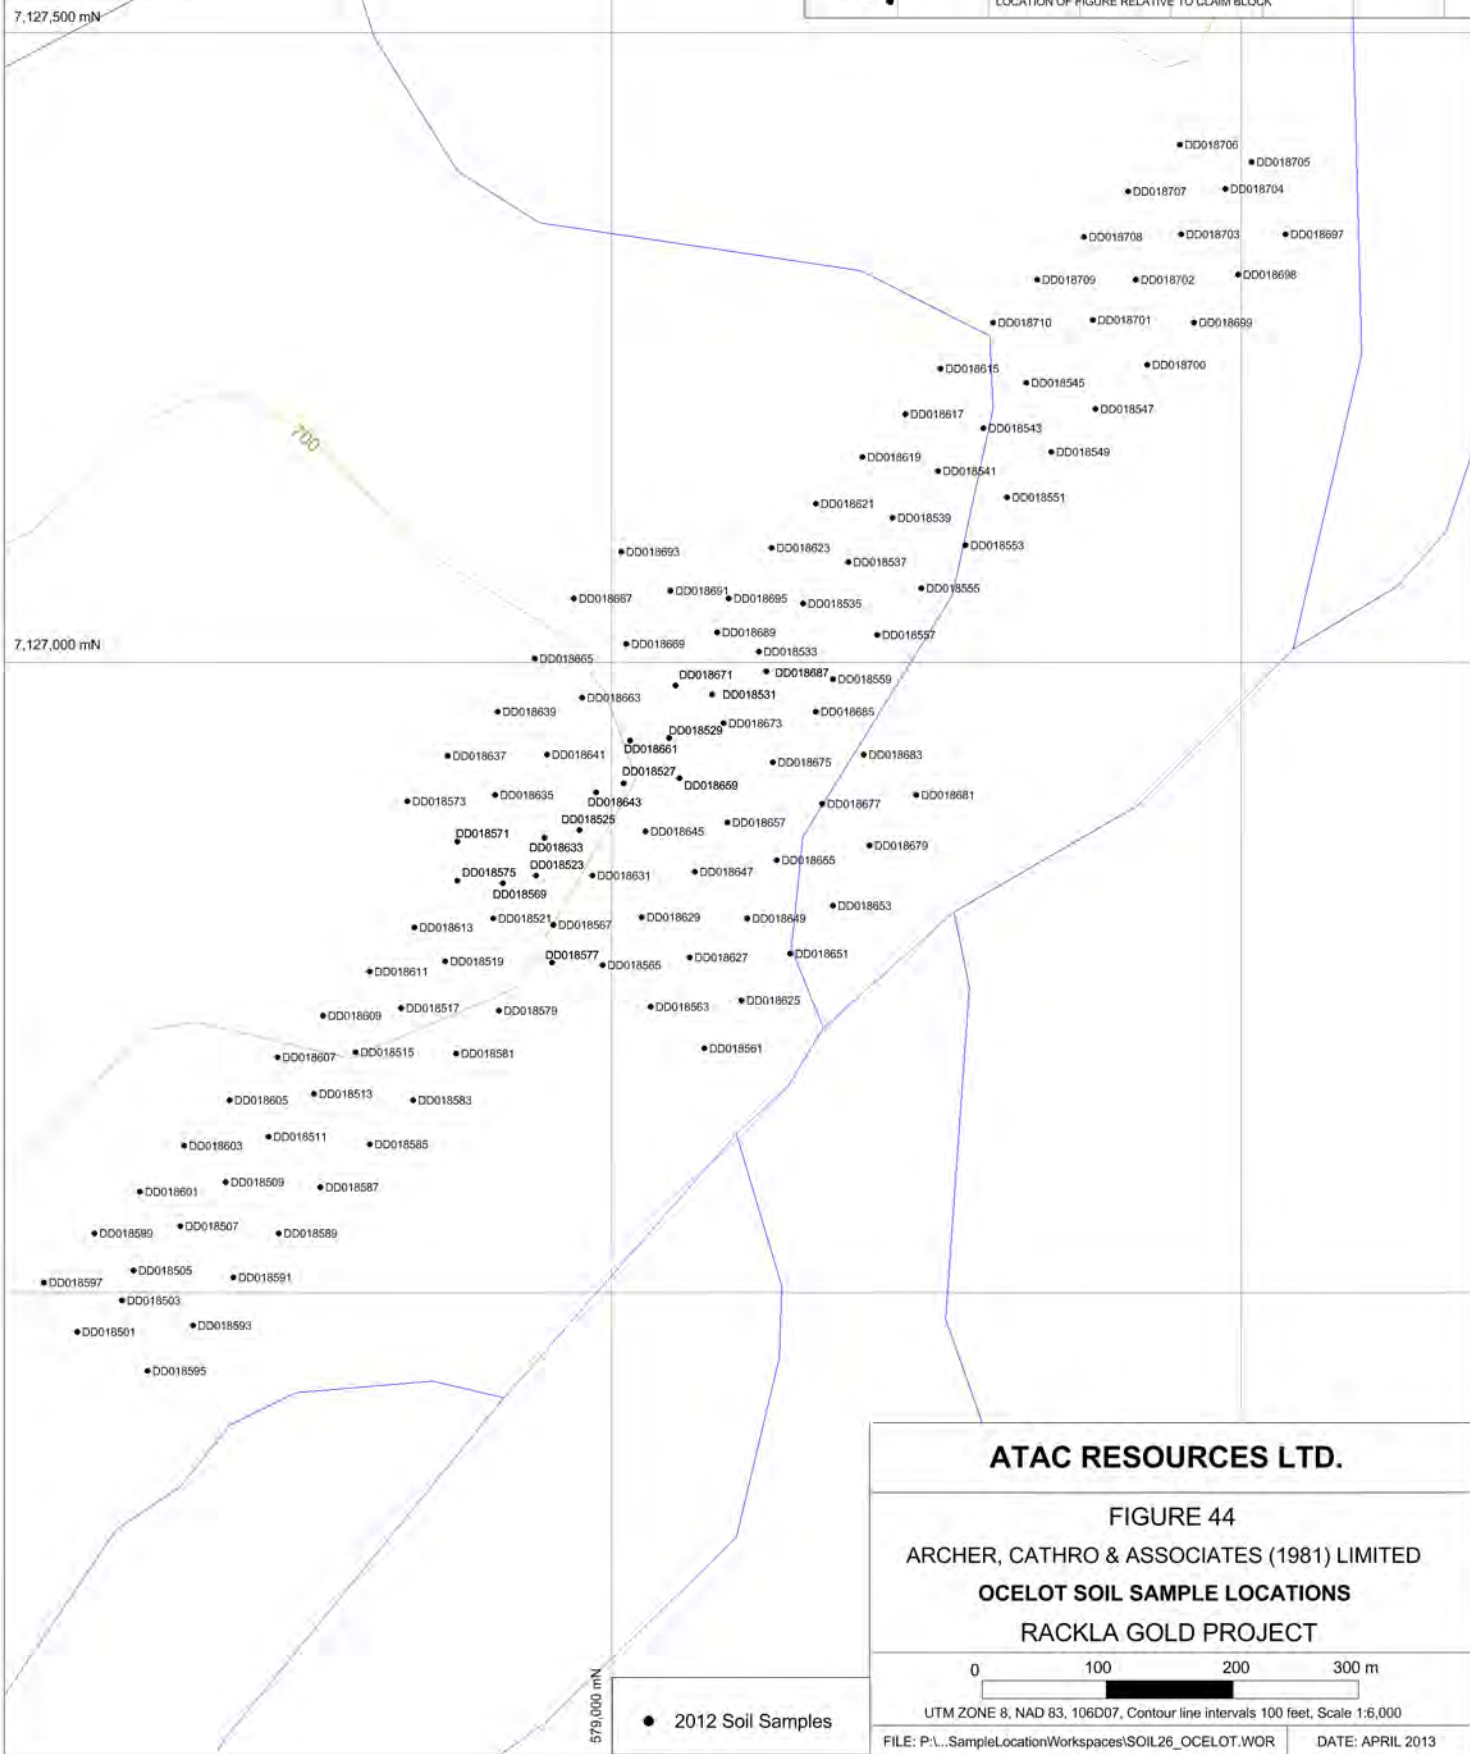 7,127,500 mN
LOCATION OF FIGURE RELATIVE TO CLAIM BLOCK
DD018706
DD018705
DD018707
DD018704
DD018708
DD018703
DD018697
DD018709
DD018702
DD018698
DD018710
DD018701
DD018699
DD018615
DD018700
DD018545
DD018617
DD018547
DD018543
700
DD018619
DD018549
DD018541
DD018621
DD018551
DD018539
DD018693
DD018623
DD018553
DD018537
DD018667
DD018691
DD018695
DD018535
DD018555
DD018689
DD018557
7,127,000 mN
DD018669
DD018533
DD018665
DD018671
DD018687
DD018559
DD018663
DD018531
DD018639
DD018685
DD018673
DD018529
DD018661
DD018637
DD018641
DD018675
DD018683
DD018527
DD018659
DD018573
DD018635
DD018643
DD018677
DD018681
DD018525
DD018657
DD018571
DD018633
DD018645
DD018679
DD018523
DD018655
DD018575
DD018569
DD018631
DD018647
DD018653
DD018613
DD018521
DD018567
DD018629
DD018649
DD018611
DD018519
DD018577
DD018565
DD018627
DD018651
DD018609
DD018517
DD018579
DD018563
DD018625
DD018607
DD018515
DD018581
DD018561
DD018605
DD018513
DD018583
DD018603
DD018511
DD018585
DD018601
DD018509
DD018587
DD018599
DD018507
DD018589
DD018597
DD018505
DD018591
DD018503
DD018501
DD018593
DD018595
ATAC RESOURCES LTD.
FIGURE 44
ARCHER, CATHRO & ASSOCIATES (1981) LIMITED
OCELOT SOIL SAMPLE LOCATIONS
RACKLA GOLD PROJECT
0 100 200 300 m
UTM ZONE 8, NAD 83, 106D07, Contour line intervals 100 feet, Scale 1:6,000
FILE: P:\...SampleLocationWorkspaces\SOIL26_OCELOT.WOR DATE: APRIL 2013
579,000 mN
2012 Soil Samples